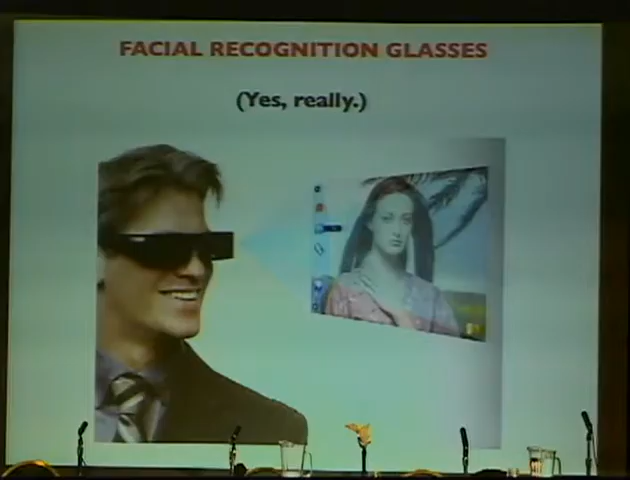 FACIAL RECOGNITION GLASSES
(Yes, really.)